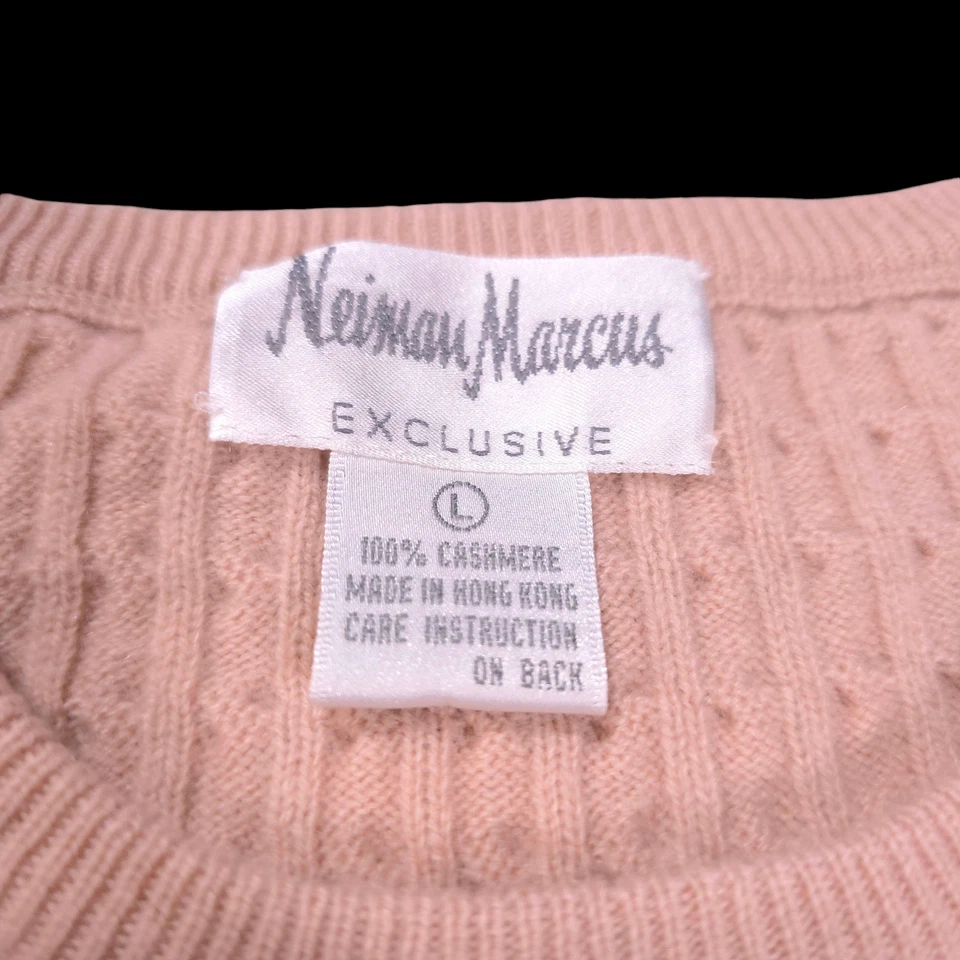 Neiman Marcus
EXCLUSIVE
L
100% CASHMERE
MADE IN HONG KONG
CARE INSTRUCTION
ON BACK